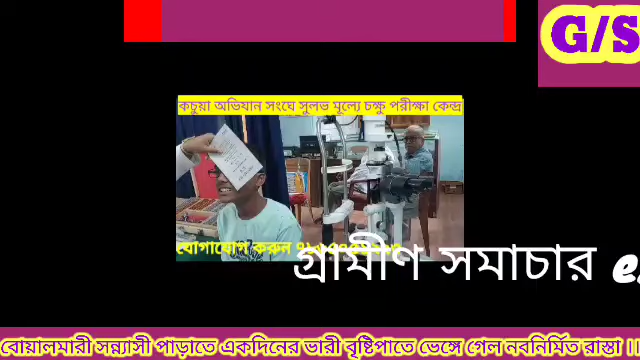 G/S
কচুয়া অভিযান সংঘে সুলভ মূল্যে চক্ষু পরীক্ষা কেন্দ্র
যোগাযোগ করুন
গ্রামীণ সমাচার
বোয়ালমারী সন্ন্যাসী পাড়াতে একদিনের ভারী বৃষ্টিপাতে ভেঙ্গে গেল নবনির্মিত রাস্তা ।